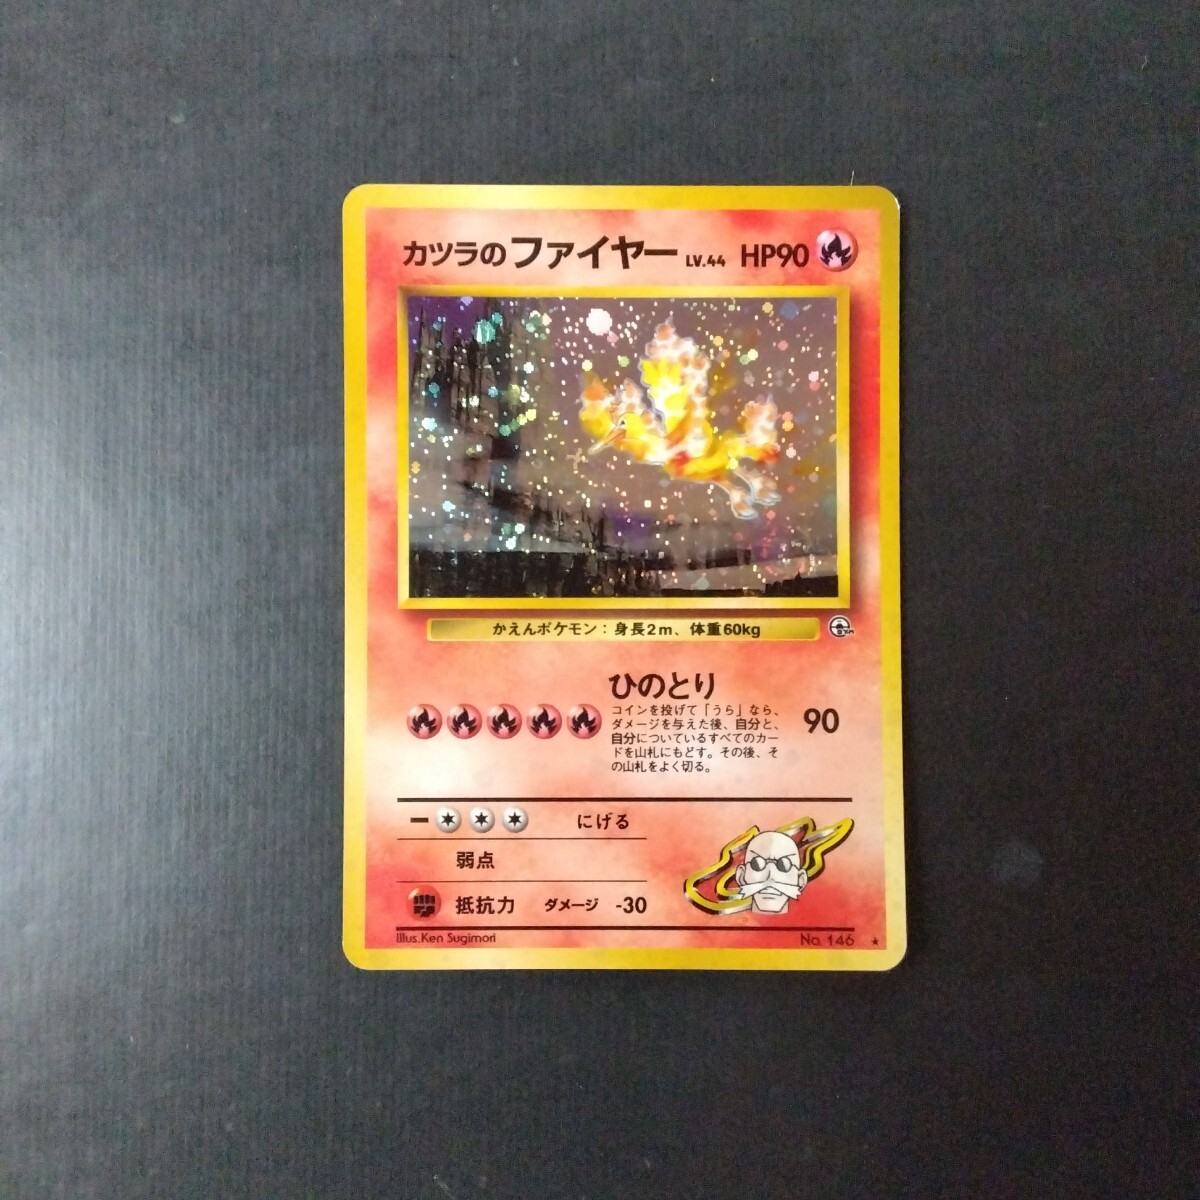 カツラのファイヤー LV.44 HP90
かえんポケモン：身長2m、体重60kg
ひのとり
コインを投げて「うら」なら、
ダメージを与えた後、自分と、
自分についているすべてのカー
ドを山札にもどす。その後、そ
の山札をよく切る。
90
ー にげる
弱点
抵抗力 ダメージ -30
Illus.Ken Sugimori No. 146 ★